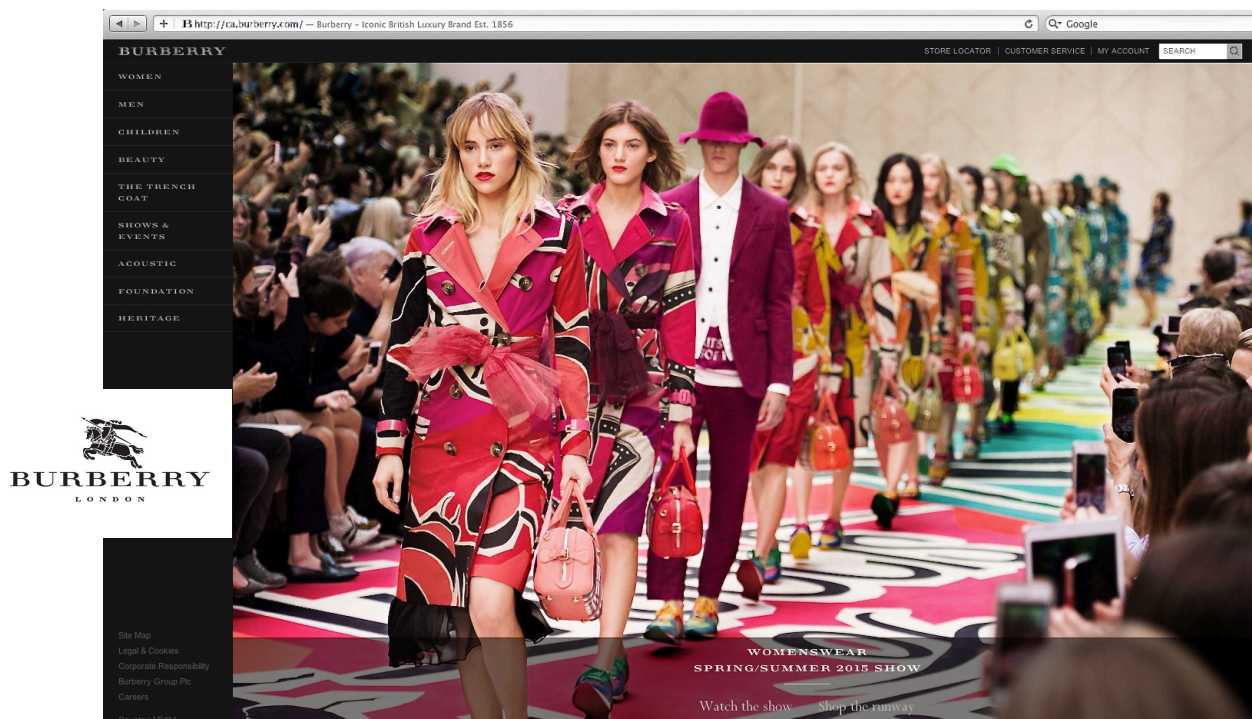 B http://ca.burberry.com/ — Burberry – Iconic British Luxury Brand Est. 1856
Google
BURBERRY
STORE LOCATOR | CUSTOMER SERVICE | MY ACCOUNT
SEARCH
WOMEN
MEN
CHILDREN
BEAUTY
THE TRENCH
COAT
SHOWS &
EVENTS
ACOUSTIC
FOUNDATION
HERITAGE
BURBERRY
LONDON
Site Map
Legal & Cookies
Corporate Responsibility
Burberry Group Plc
Careers
WOMENSWEAR
SPRING/SUMMER 2015 SHOW
Watch the show
Shop the runway